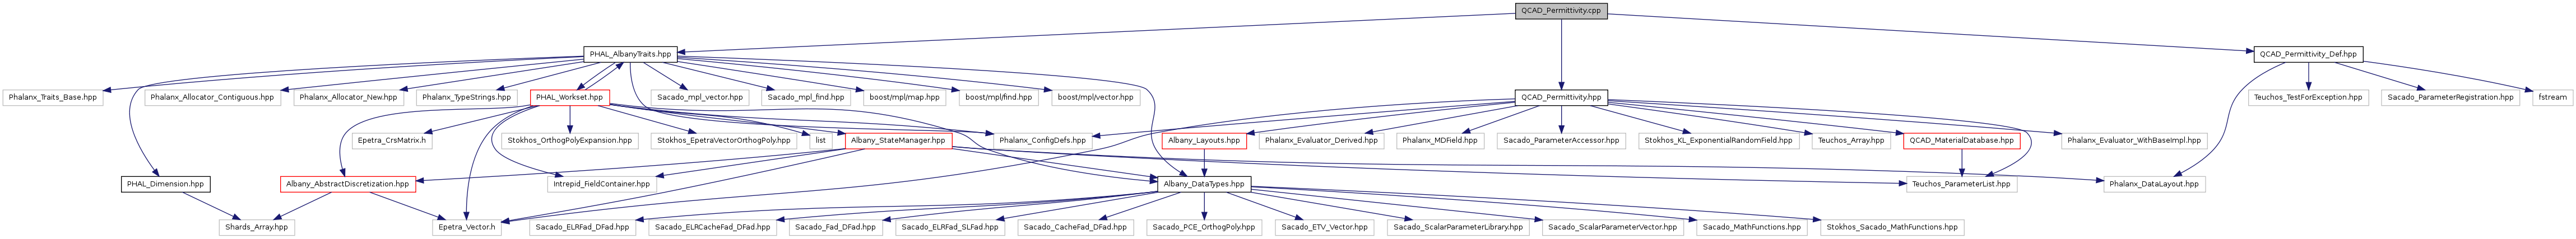 QCAD_Permittivity.cpp
PHAL_AlbanyTraits.hpp
QCAD_Permittivity_Def.hpp
Phalanx_Traits_Base.hpp
Phalanx_Allocator_Contiguous.hpp
Phalanx_Allocator_New.hpp
Phalanx_TypeStrings.hpp
PHAL_Workset.hpp
Sacado_mpl_vector.hpp
Sacado_mpl_find.hpp
boost/mpl/map.hpp
boost/mpl/find.hpp
boost/mpl/vector.hpp
QCAD_Permittivity.hpp
Teuchos_TestForException.hpp
Sacado_ParameterRegistration.hpp
fstream
Epetra_CrsMatrix.h
Stokhos_OrthogPolyExpansion.hpp
Stokhos_EpetraVectorOrthogPoly.hpp
list
Albany_StateManager.hpp
Phalanx_ConfigDefs.hpp
Albany_Layouts.hpp
Phalanx_Evaluator_Derived.hpp
Phalanx_MDField.hpp
Sacado_ParameterAccessor.hpp
Stokhos_KL_ExponentialRandomField.hpp
Teuchos_Array.hpp
QCAD_MaterialDatabase.hpp
Phalanx_Evaluator_WithBaseImpl.hpp
PHAL_Dimension.hpp
Albany_AbstractDiscretization.hpp
Intrepid_FieldContainer.hpp
Albany_DataTypes.hpp
Teuchos_ParameterList.hpp
Phalanx_DataLayout.hpp
Shards_Array.hpp
Epetra_Vector.h
Sacado_ELRFad_DFad.hpp
Sacado_ELRCacheFad_DFad.hpp
Sacado_Fad_DFad.hpp
Sacado_ELRFad_SLFad.hpp
Sacado_CacheFad_DFad.hpp
Sacado_PCE_OrthogPoly.hpp
Sacado_ETV_Vector.hpp
Sacado_ScalarParameterLibrary.hpp
Sacado_ScalarParameterVector.hpp
Sacado_MathFunctions.hpp
Stokhos_Sacado_MathFunctions.hpp